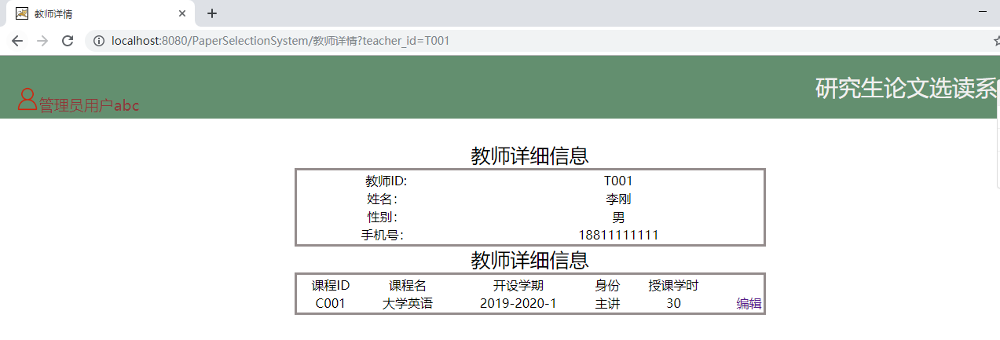 教师详情
localhost:8080/PaperSelectionSystem/教师详情?teacher_id=T001
管理员用户abc
研究生论文选读系
教师详细信息
教师ID: T001
姓名： 李刚
性别： 男
手机号： 18811111111
教师详细信息
课程ID 课程名 开设学期 身份 授课学时
C001 大学英语 2019-2020-1 主讲 30 编辑